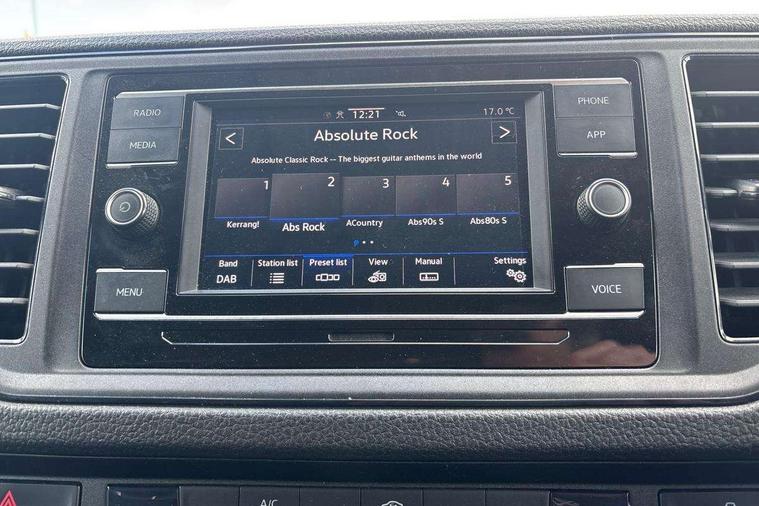 RADIO
MEDIA
MENU
12:21
17.0 °C
<
Absolute Rock
>
Absolute Classic Rock -- The biggest guitar anthems in the world
1 2 3 4 5
Kerrang! Abs Rock ACountry Abs90s S Abs80s S
Band Station list Preset list View Manual Settings
DAB
PHONE
APP
VOICE
A/C